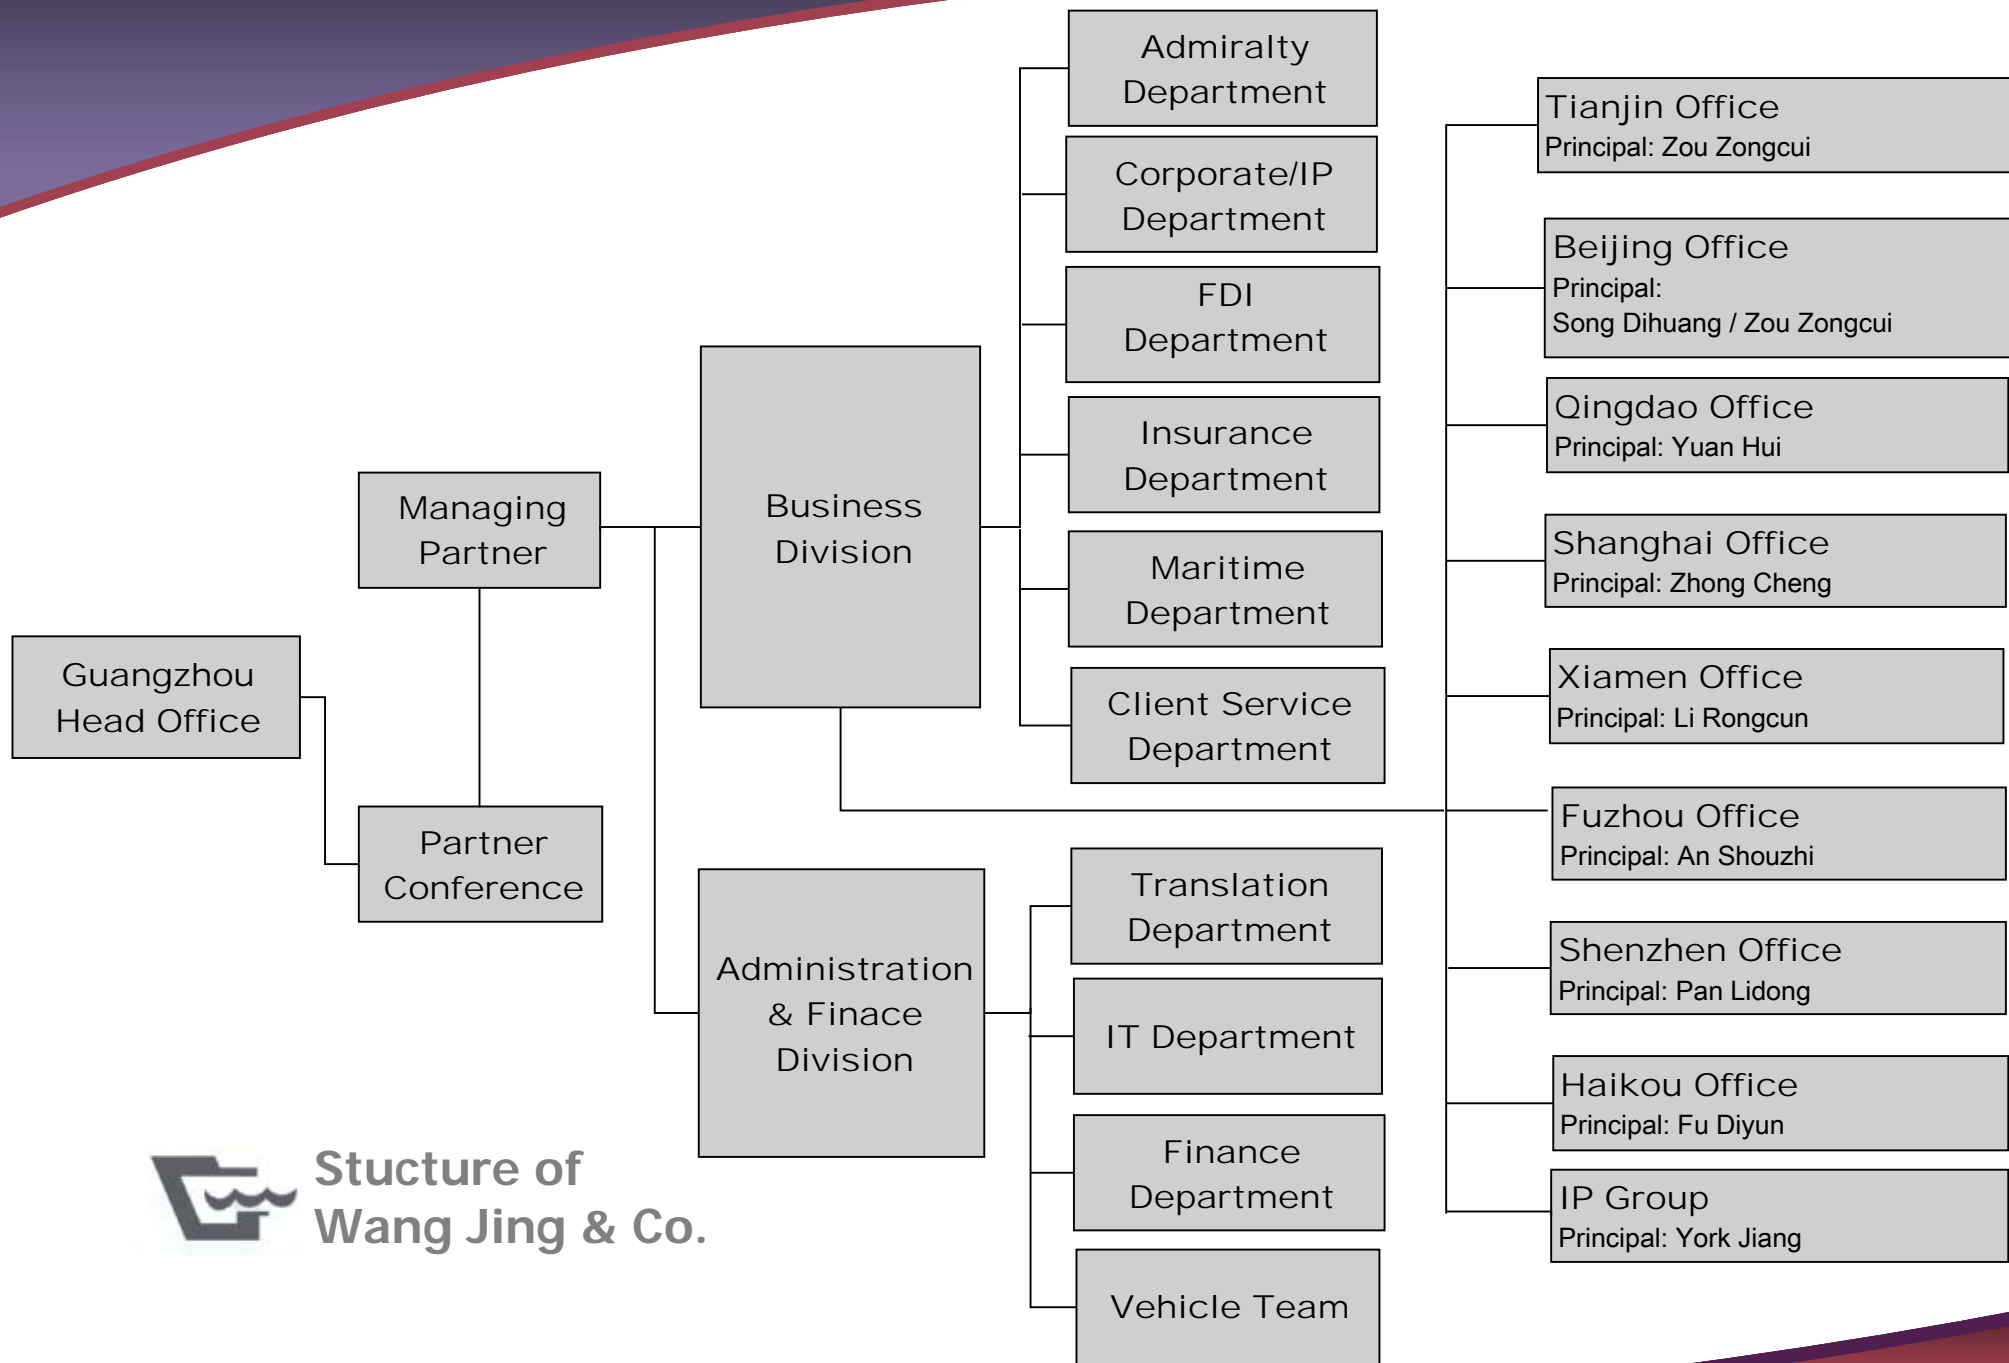 Guangzhou
Head Office
Managing
Partner
Partner
Conference
Business
Division
Administration
& Finace
Division
Admiralty
Department
Corporate/IP
Department
FDI
Department
Insurance
Department
Maritime
Department
Client Service
Department
Translation
Department
IT Department
Finance
Department
Vehicle Team
Tianjin Office
Principal: Zou Zongcui
Beijing Office
Principal:
Song Dihuang / Zou Zongcui
Qingdao Office
Principal: Yuan Hui
Shanghai Office
Principal: Zhong Cheng
Xiamen Office
Principal: Li Rongcun
Fuzhou Office
Principal: An Shouzhi
Shenzhen Office
Principal: Pan Lidong
Haikou Office
Principal: Fu Diyun
IP Group
Principal: York Jiang
Stucture of
Wang Jing & Co.